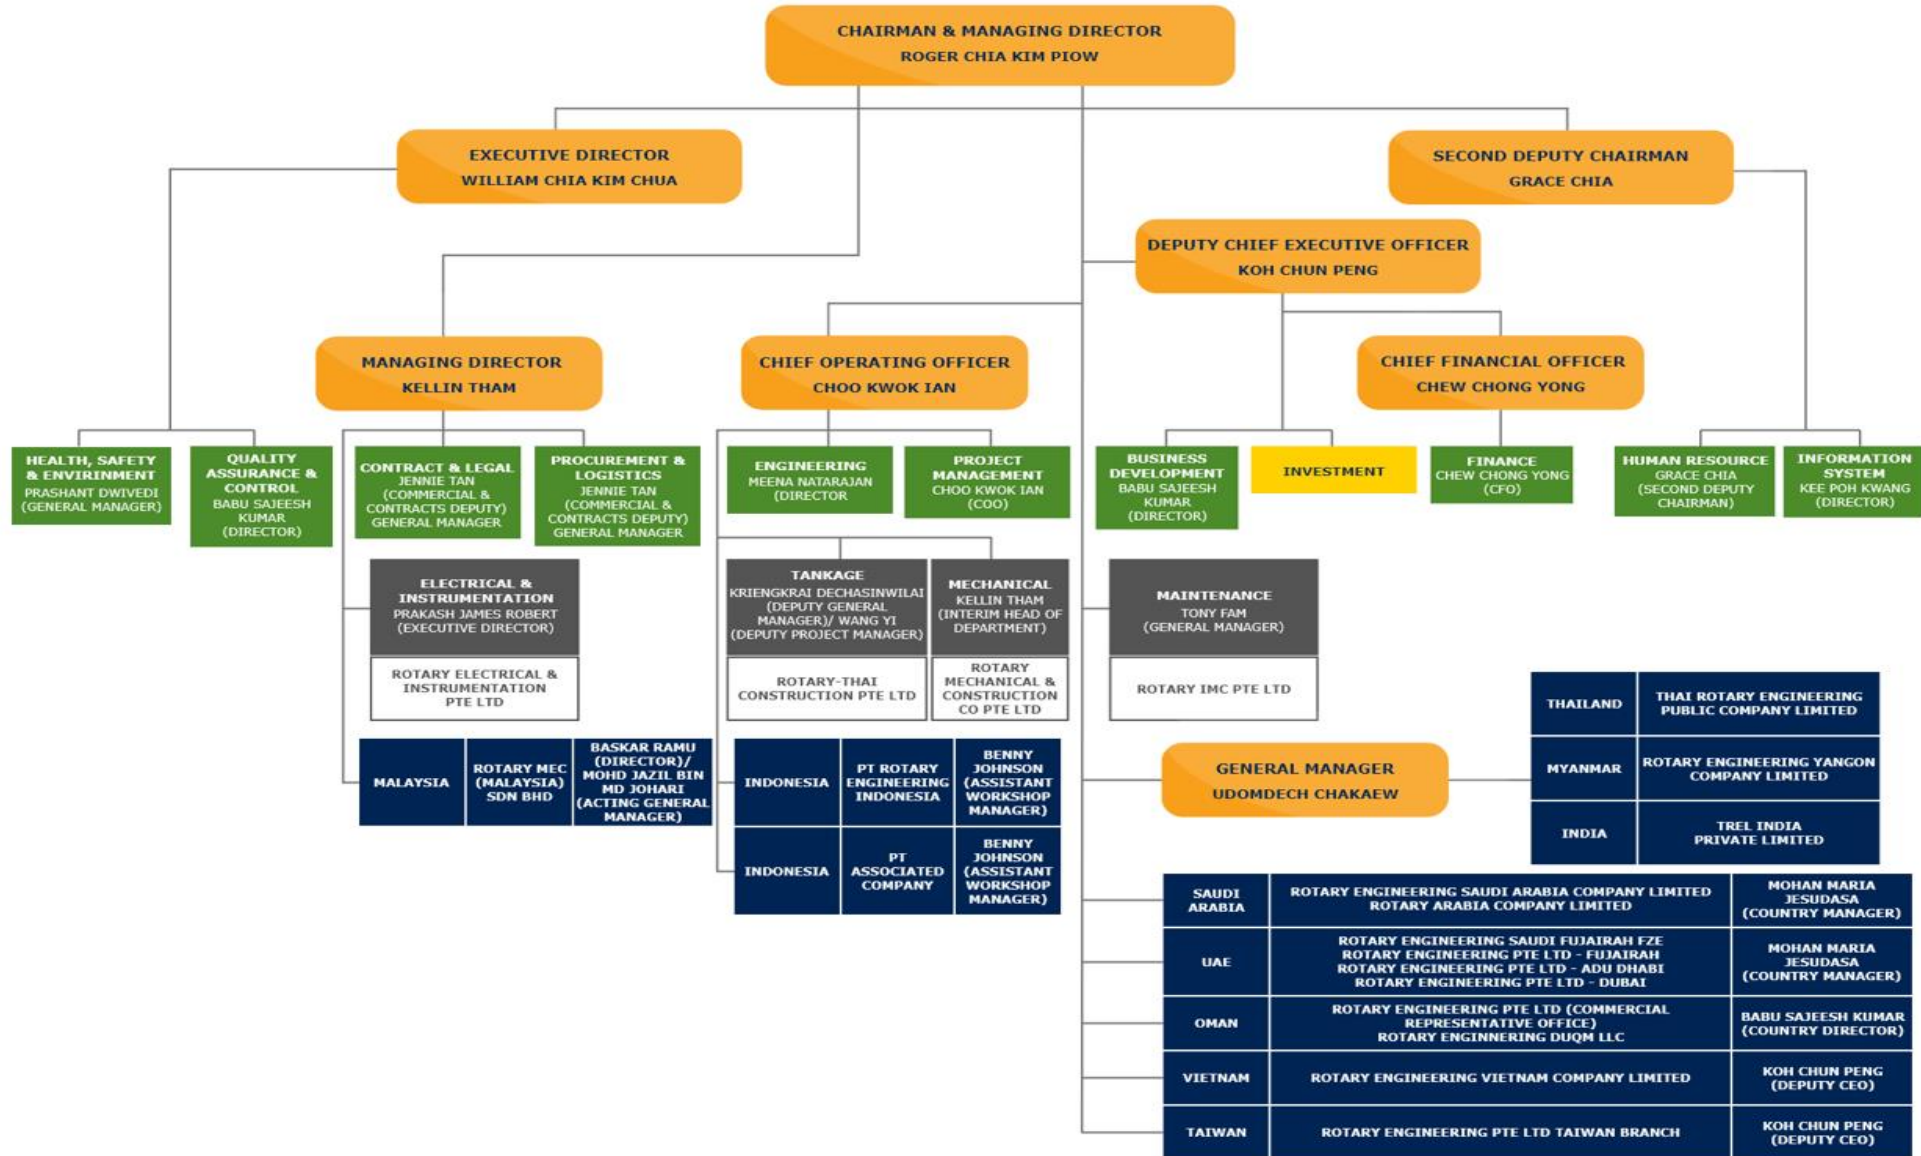 CHAIRMAN & MANAGING DIRECTOR
ROGER CHIA KIM PIOW
EXECUTIVE DIRECTOR
WILLIAM CHIA KIM CHUA
SECOND DEPUTY CHAIRMAN
GRACE CHIA
DEPUTY CHIEF EXECUTIVE OFFICER
KOH CHUN PENG
MANAGING DIRECTOR
KELLIN THAM
CHIEF OPERATING OFFICER
CHOO KWOK IAN
CHIEF FINANCIAL OFFICER
CHEW CHONG YONG
HEALTH, SAFETY
& ENVIRINMENT
PRASHANT DWIVEDI
(GENERAL MANAGER)
QUALITY
ASSURANCE &
CONTROL
BABU SAJEESH
KUMAR
(DIRECTOR)
CONTRACT & LEGAL
JENNIE TAN
(COMMERCIAL &
CONTRACTS DEPUTY)
GENERAL MANAGER
PROCUREMENT &
LOGISTICS
JENNIE TAN
(COMMERCIAL &
CONTRACTS DEPUTY)
GENERAL MANAGER
ENGINEERING
MEENA NATARAJAN
(DIRECTOR
PROJECT
MANAGEMENT
CHOO KWOK IAN
(COO)
BUSINESS
DEVELOPMENT
BABU SAJEESH
KUMAR
(DIRECTOR)
INVESTMENT
FINANCE
CHEW CHONG YONG
(CFO)
HUMAN RESOURCE
GRACE CHIA
(SECOND DEPUTY
CHAIRMAN)
INFORMATION
SYSTEM
KEE POH KWANG
(DIRECTOR)
ELECTRICAL &
INSTRUMENTATION
PRAKASH JAMES ROBERT
(EXECUTIVE DIRECTOR)
ROTARY ELECTRICAL &
INSTRUMENTATION
PTE LTD
TANKAGE
KRIENGKRAI DECHASINWILAI
(DEPUTY GENERAL
MANAGER)/ WANG YI
(DEPUTY PROJECT MANAGER)
ROTARY-THAI
CONSTRUCTION PTE LTD
MECHANICAL
KELLIN THAM
(INTERIM HEAD OF
DEPARTMENT)
ROTARY
MECHANICAL &
CONSTRUCTION
CO PTE LTD
MAINTENANCE
TONY FAM
(GENERAL MANAGER)
ROTARY IMC PTE LTD
MALAYSIA
ROTARY MEC
(MALAYSIA)
SDN BHD
BASKAR RAMU
(DIRECTOR)/
MOHD JAZIL BIN
MD JOHARI
(ACTING GENERAL
MANAGER)
INDONESIA
PT ROTARY
ENGINEERING
INDONESIA
BENNY
JOHNSON
(ASSISTANT
WORKSHOP
MANAGER)
INDONESIA
PT
ASSOCIATED
COMPANY
BENNY
JOHNSON
(ASSISTANT
WORKSHOP
MANAGER)
GENERAL MANAGER
UDOMDECH CHAKAEW
THAILAND
THAI ROTARY ENGINEERING
PUBLIC COMPANY LIMITED
MYANMAR
ROTARY ENGINEERING YANGON
COMPANY LIMITED
INDIA
TREL INDIA
PRIVATE LIMITED
SAUDI
ARABIA
ROTARY ENGINEERING SAUDI ARABIA COMPANY LIMITED
ROTARY ARABIA COMPANY LIMITED
MOHAN MARIA
JESUDASA
(COUNTRY MANAGER)
UAE
ROTARY ENGINEERING SAUDI FUJAIRAH FZE
ROTARY ENGINEERING PTE LTD - FUJAIRAH
ROTARY ENGINEERING PTE LTD - ADU DHABI
ROTARY ENGINEERING PTE LTD - DUBAI
MOHAN MARIA
JESUDASA
(COUNTRY MANAGER)
OMAN
ROTARY ENGINEERING PTE LTD (COMMERCIAL
REPRESENTATIVE OFFICE)
ROTARY ENGINNERING DUQM LLC
BABU SAJEESH KUMAR
(COUNTRY DIRECTOR)
VIETNAM
ROTARY ENGINEERING VIETNAM COMPANY LIMITED
KOH CHUN PENG
(DEPUTY CEO)
TAIWAN
ROTARY ENGINEERING PTE LTD TAIWAN BRANCH
KOH CHUN PENG
(DEPUTY CEO)